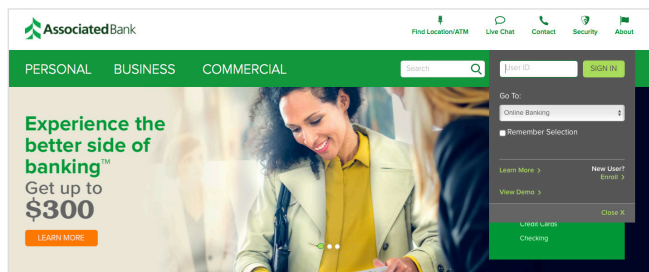 Associated Bank
Find Location/ATM
Live Chat
Contact
Security
About
PERSONAL
BUSINESS
COMMERCIAL
Search
User ID
SIGN IN
Go To:
Online Banking
Remember Selection
Learn More >
New User?
Enroll >
View Demo >
Close X
Credit Cards
Checking
Experience the
better side of
banking™
Get up to
$300
LEARN MORE